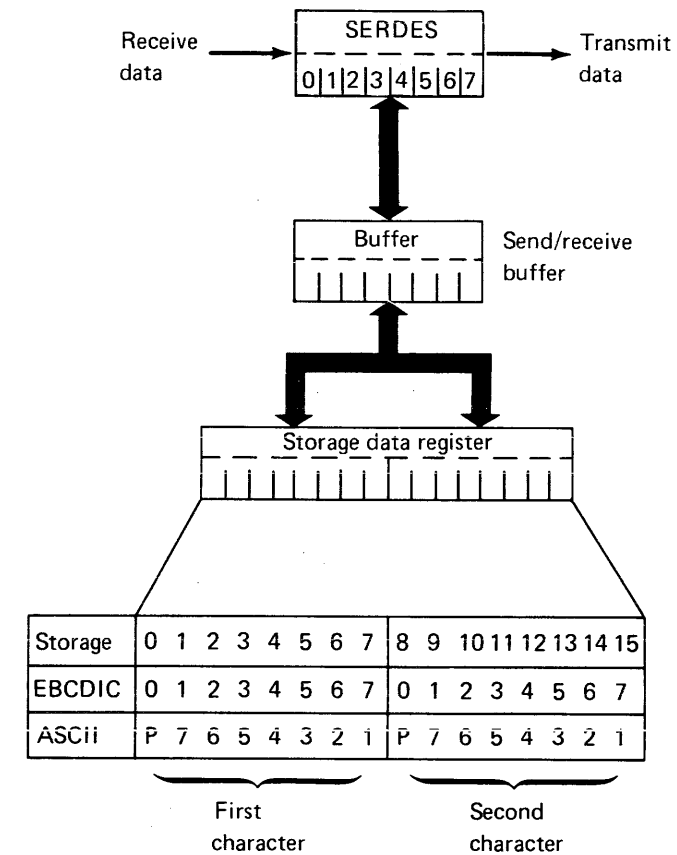 SERDES
Receive data
Transmit data
0 1 2 3 4 5 6 7
Buffer
Send/receive buffer
Storage data register
Storage 0 1 2 3 4 5 6 7 8 9 10 11 12 13 14 15
EBCDIC 0 1 2 3 4 5 6 7 0 1 2 3 4 5 6 7
ASCii P 7 6 5 4 3 2 1 P 7 6 5 4 3 2 1
First character
Second character